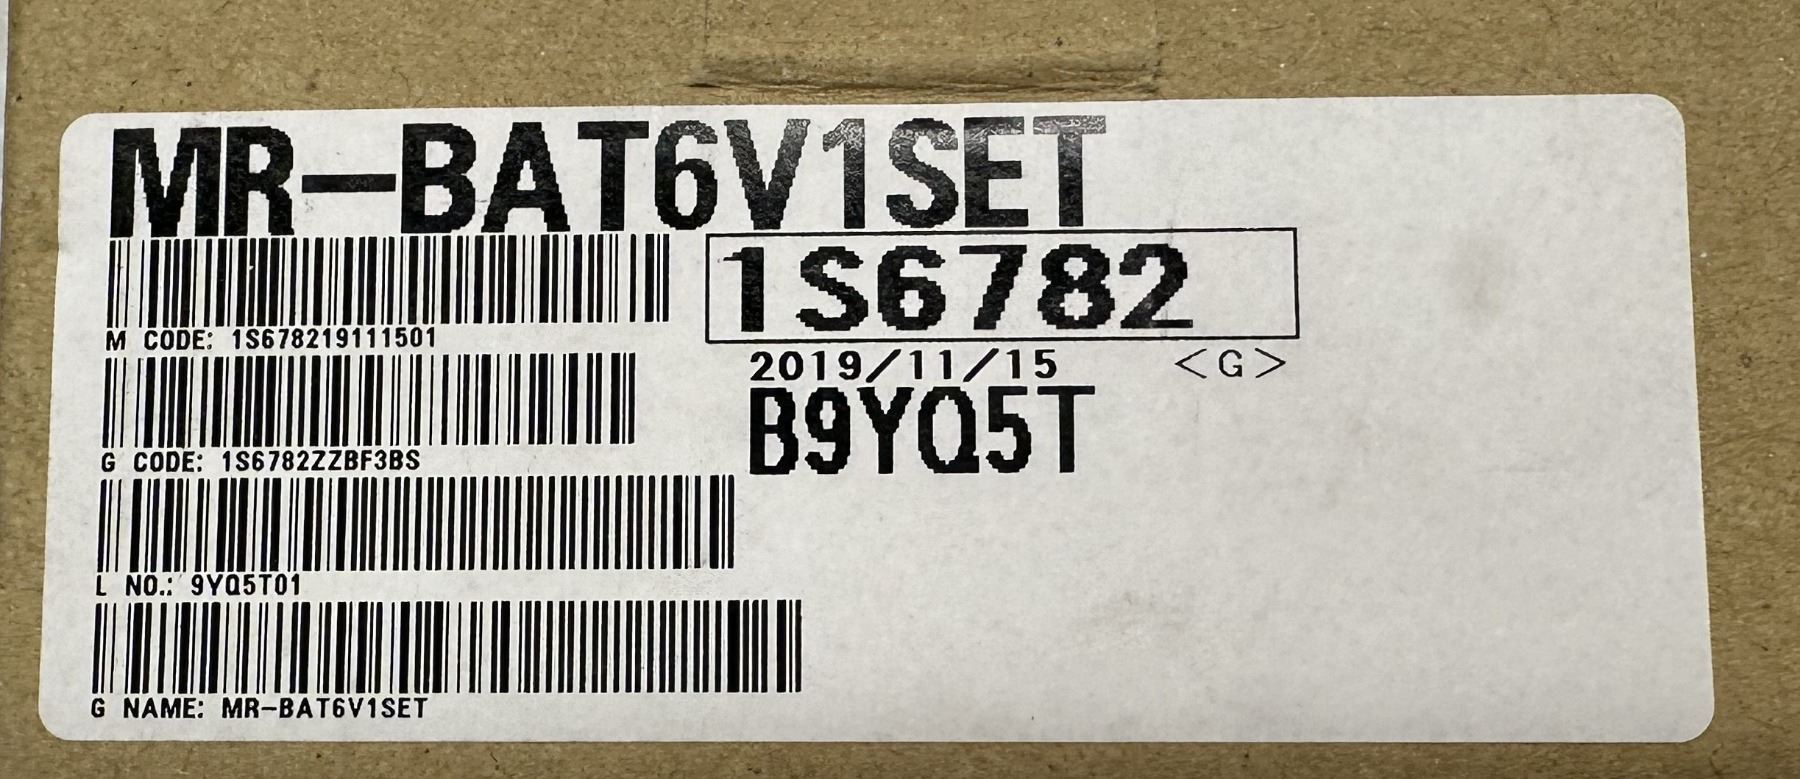 MR-BAT6V1SET
1S6782
M CODE: 1S678219111501
2019/11/15 <G>
B9YQ5T
G CODE: 1S6782ZZBF3BS
L NO.: 9YQ5T01
G NAME: MR-BAT6V1SET